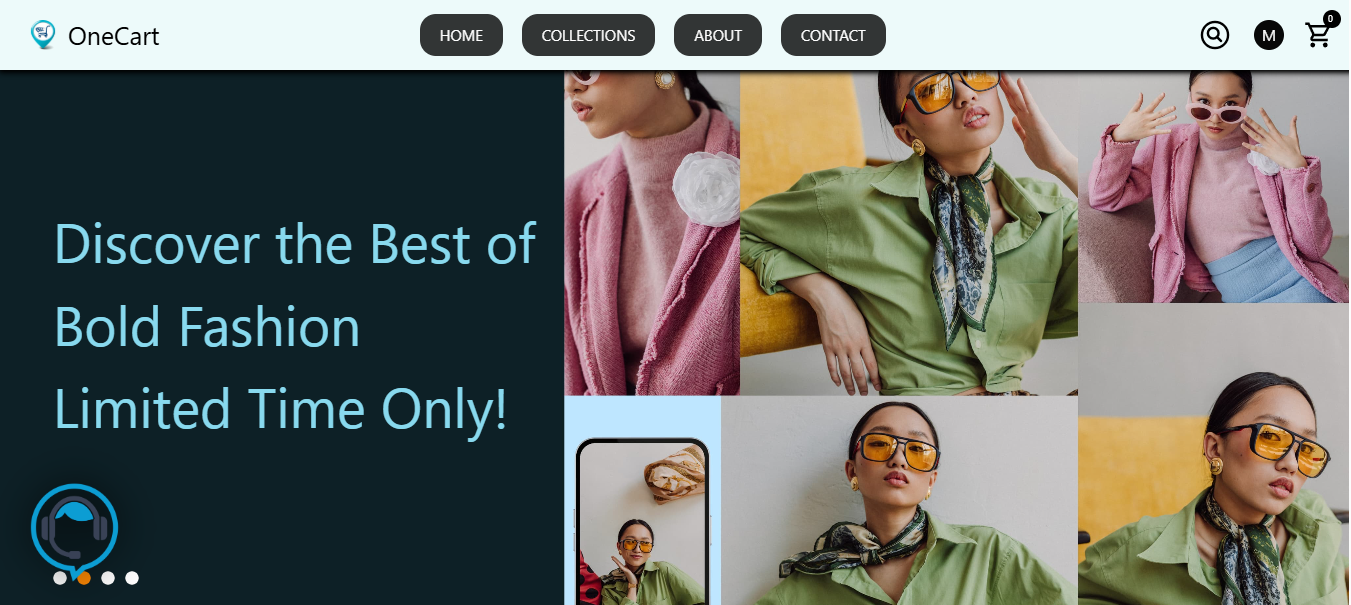 OneCart
HOME
COLLECTIONS
ABOUT
CONTACT
M
0
Discover the Best of
Bold Fashion
Limited Time Only!